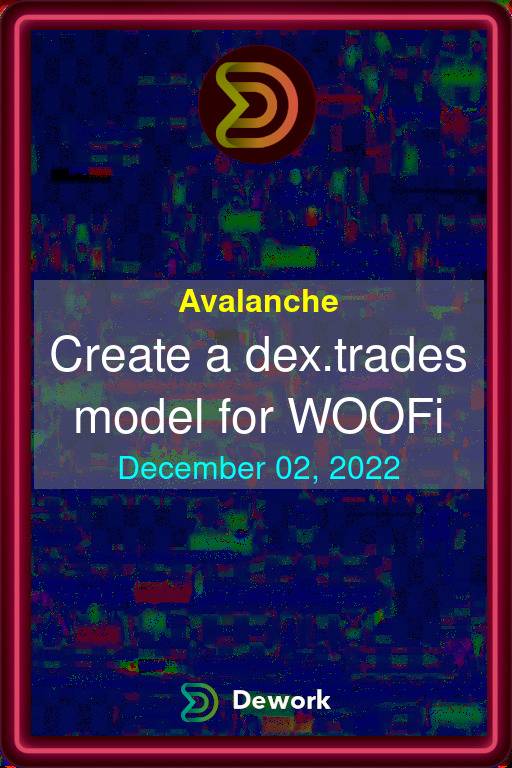 Avalanche
Create a dex.trades
model for WOOFi
December 02, 2022
Dework